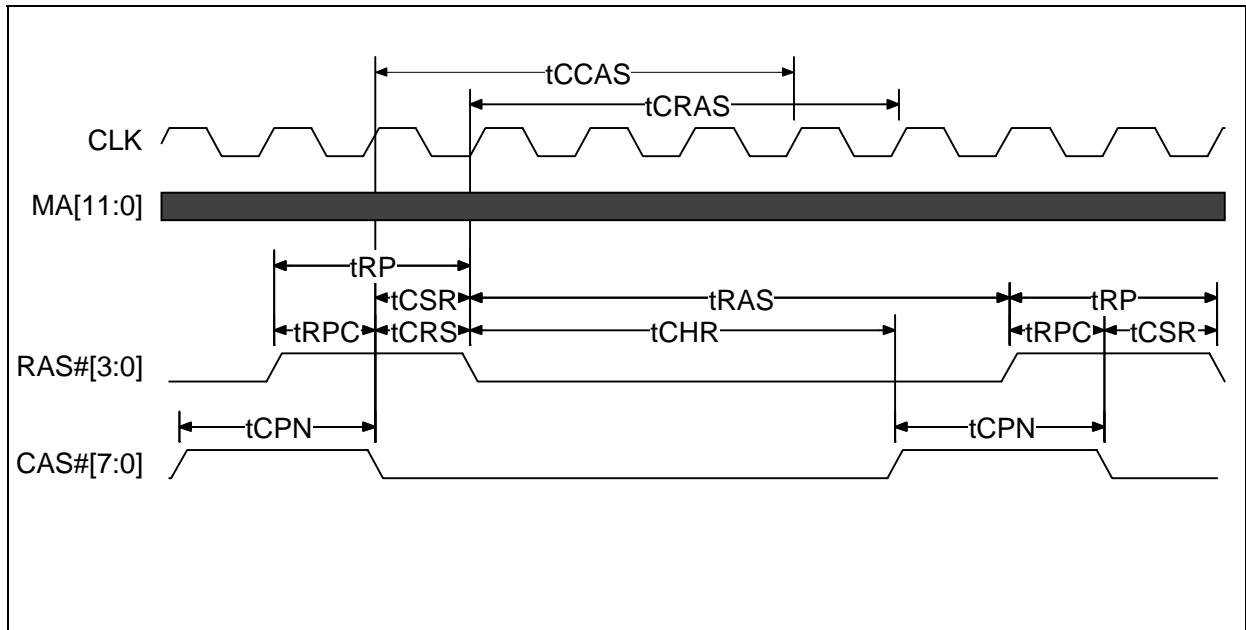 tCCAS
tCRAS
CLK
MA[11:0]
tRP
tCSR tRAS tRP
tRPC tCRS tCHR tRPC tCSR
RAS#[3:0]
tCPN tCPN
CAS#[7:0]